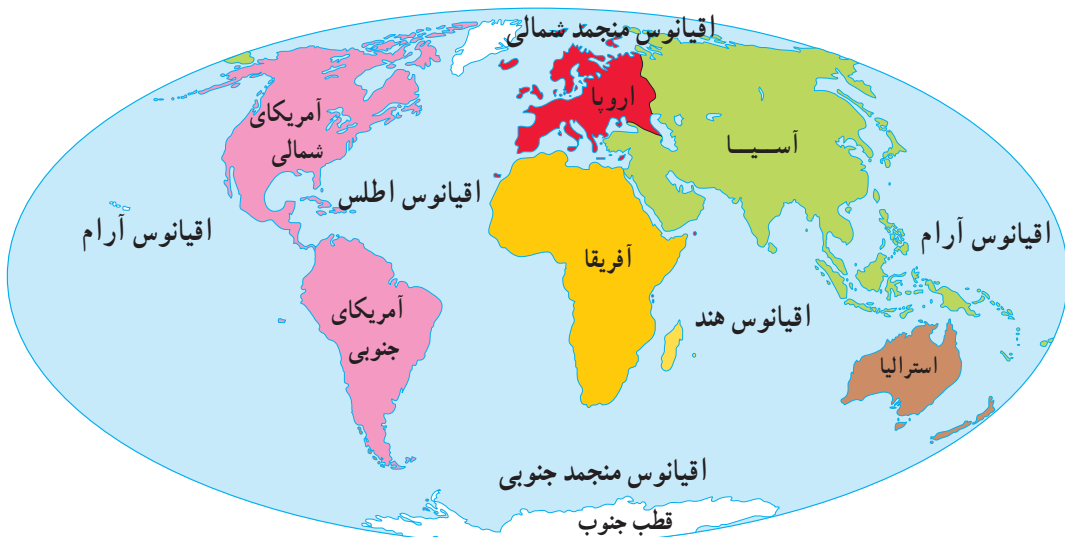 اقیانوس منجمد شمالی
اروپا
آمریکای
شمالی
آســیــا
اقیانوس اطلس
اقیانوس آرام
اقیانوس آرام
آفریقا
آمریکای
جنوبی
اقیانوس هند
استرالیا
اقیانوس منجمد جنوبی
قطب جنوب